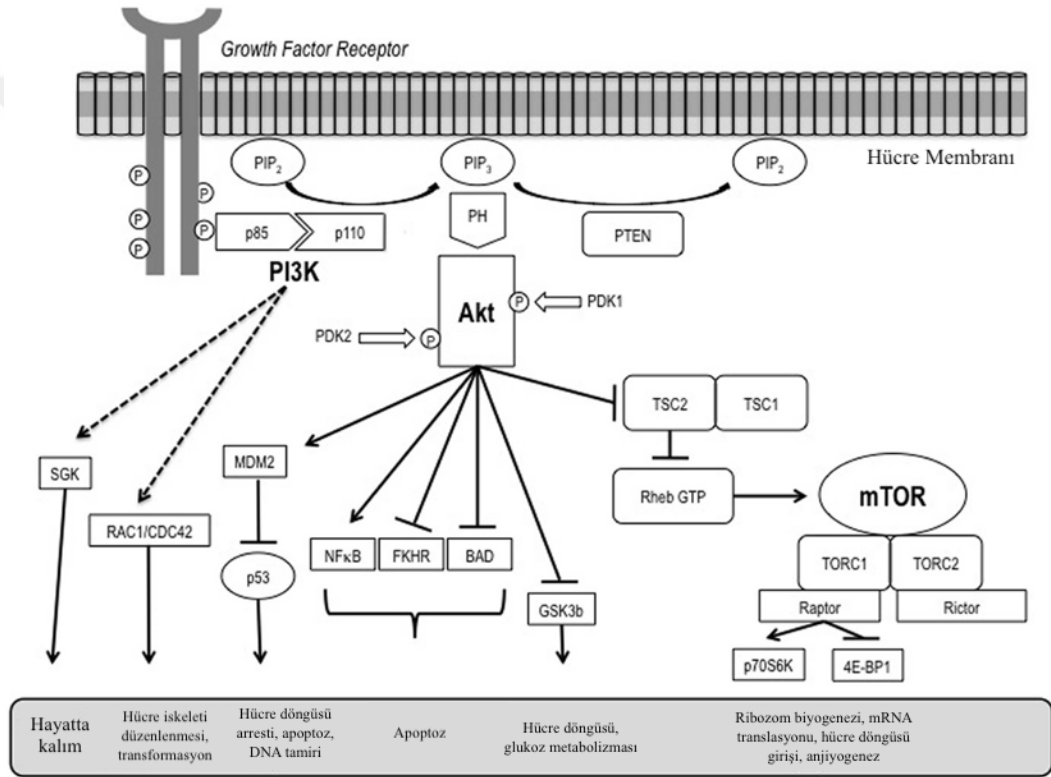 Growth Factor Receptor
Hücre Membranı
PIP2
PIP3
PIP2
P
P
P
P
P
p85
p110
PI3K
PH
PTEN
Akt
P
PDK1
PDK2
P
TSC2
TSC1
SGK
MDM2
Rheb GTP
mTOR
RAC1/CDC42
NFκB
FKHR
BAD
p53
GSK3b
TORC1
TORC2
Raptor
Rictor
p70S6K
4E-BP1
Hayatta
kalım
Hücre iskeleti
düzenlenmesi,
transformasyon
Hücre döngüsü
arresti, apoptoz,
DNA tamiri
Apoptoz
Hücre döngüsü,
glukoz metabolizması
Ribozom biyogenezi, mRNA
translasyonu, hücre döngüsü
girişi, anjiyogenez